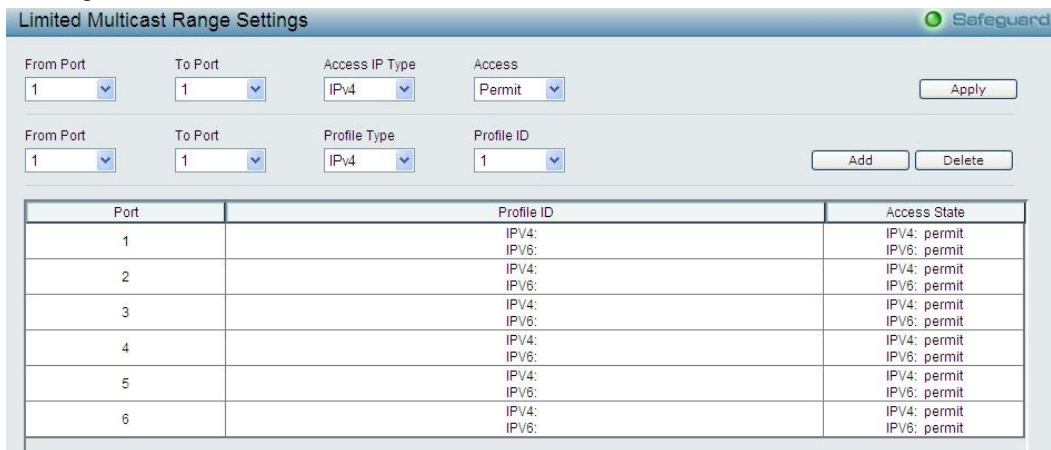 Limited Multicast Range Settings
Safeguard
From Port To Port Access IP Type Access
1 1 IPv4 Permit Apply
From Port To Port Profile Type Profile ID
1 1 IPv4 1 Add Delete
Port Profile ID Access State
1 IPV4: IPV4: permit
IPV6: IPV6: permit
2 IPV4: IPV4: permit
IPV6: IPV6: permit
3 IPV4: IPV4: permit
IPV6: IPV6: permit
4 IPV4: IPV4: permit
IPV6: IPV6: permit
5 IPV4: IPV4: permit
IPV6: IPV6: permit
6 IPV4: IPV4: permit
IPV6: IPV6: permit